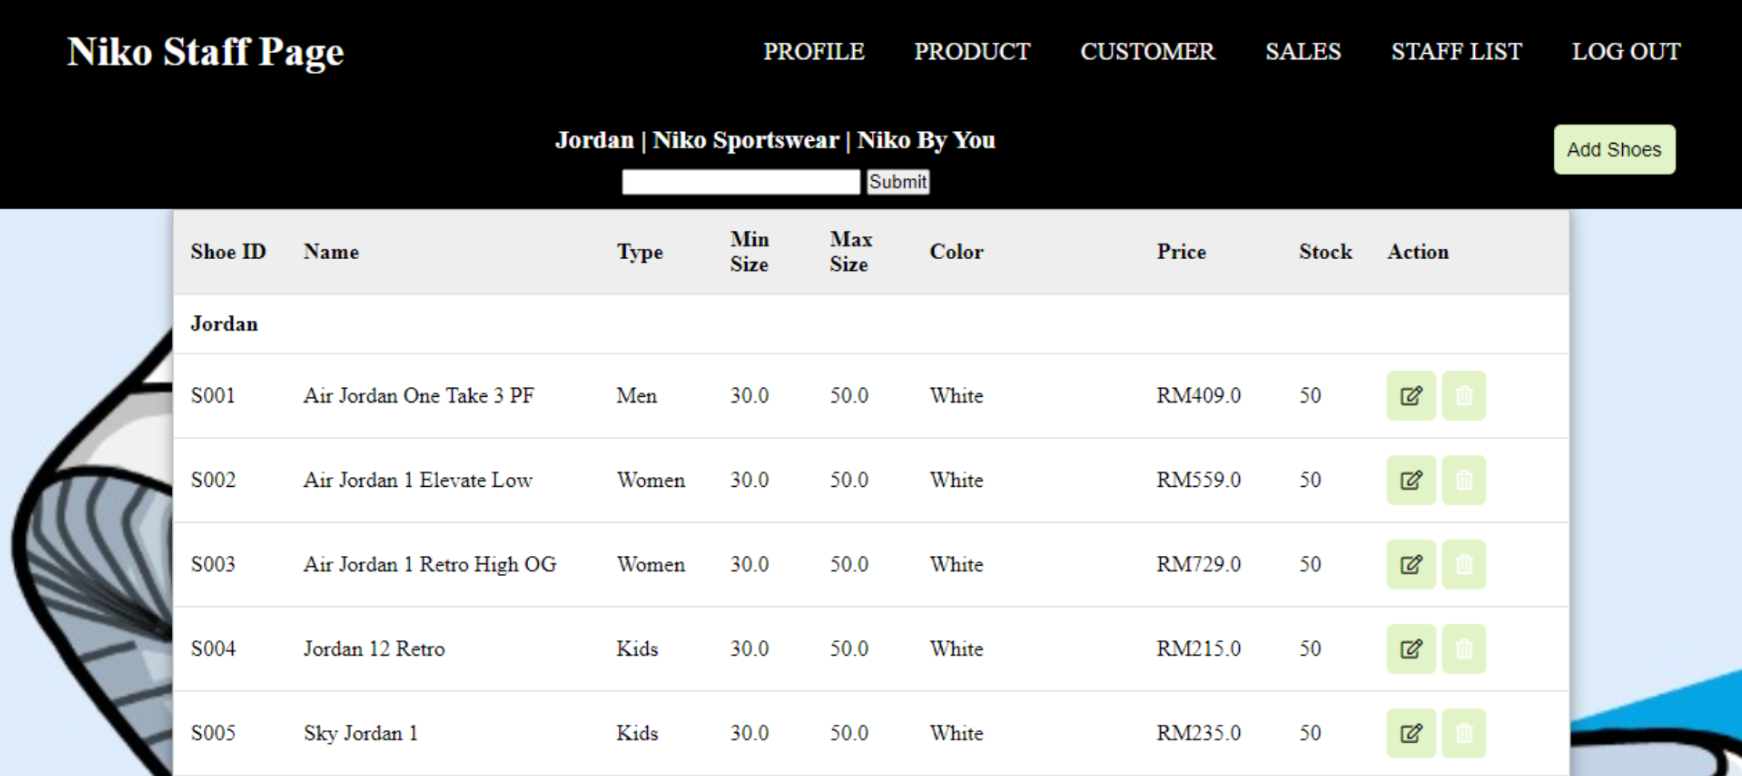 Niko Staff Page PROFILE PRODUCT CUSTOMER SALES STAFF LIST LOG OUT
Jordan | Niko Sportswear | Niko By You
Add Shoes
Submit
Shoe ID Name Type Min Size Max Size Color Price Stock Action
Jordan
S001 Air Jordan One Take 3 PF Men 30.0 50.0 White RM409.0 50
S002 Air Jordan 1 Elevate Low Women 30.0 50.0 White RM559.0 50
S003 Air Jordan 1 Retro High OG Women 30.0 50.0 White RM729.0 50
S004 Jordan 12 Retro Kids 30.0 50.0 White RM215.0 50
S005 Sky Jordan 1 Kids 30.0 50.0 White RM235.0 50